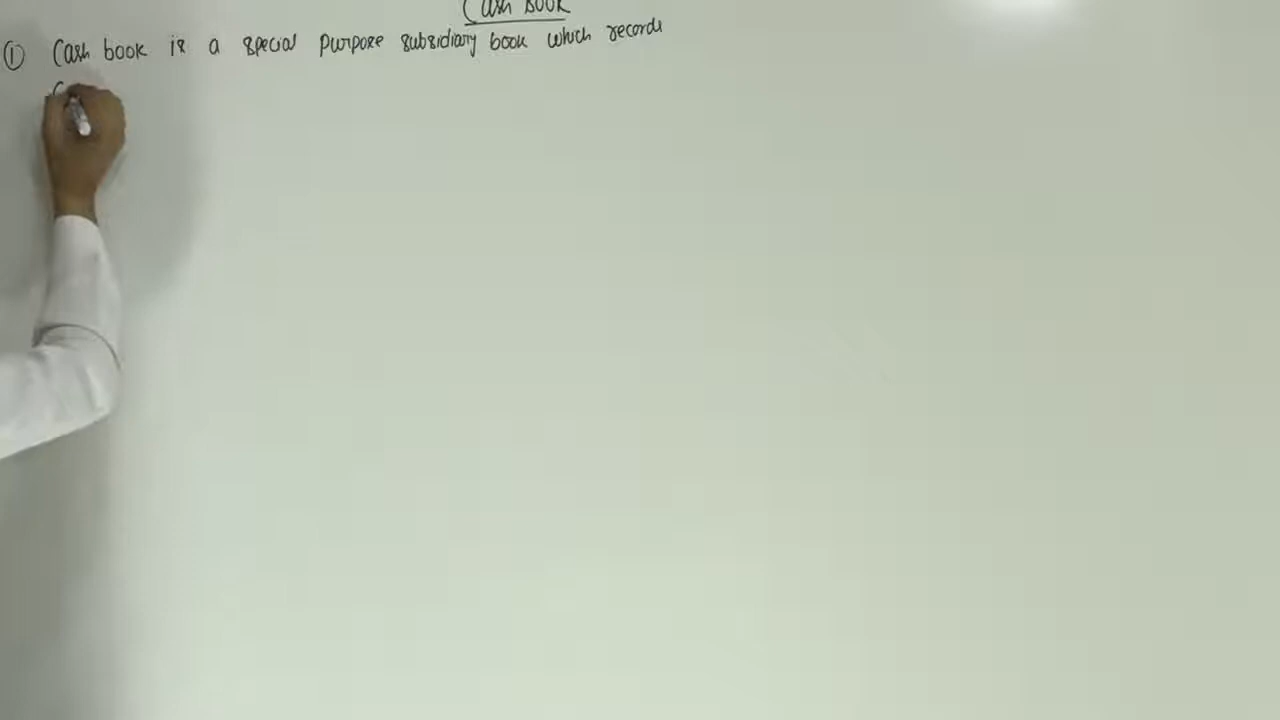 Cash Book
① Cash book is a special purpose subsidiary book which records
C